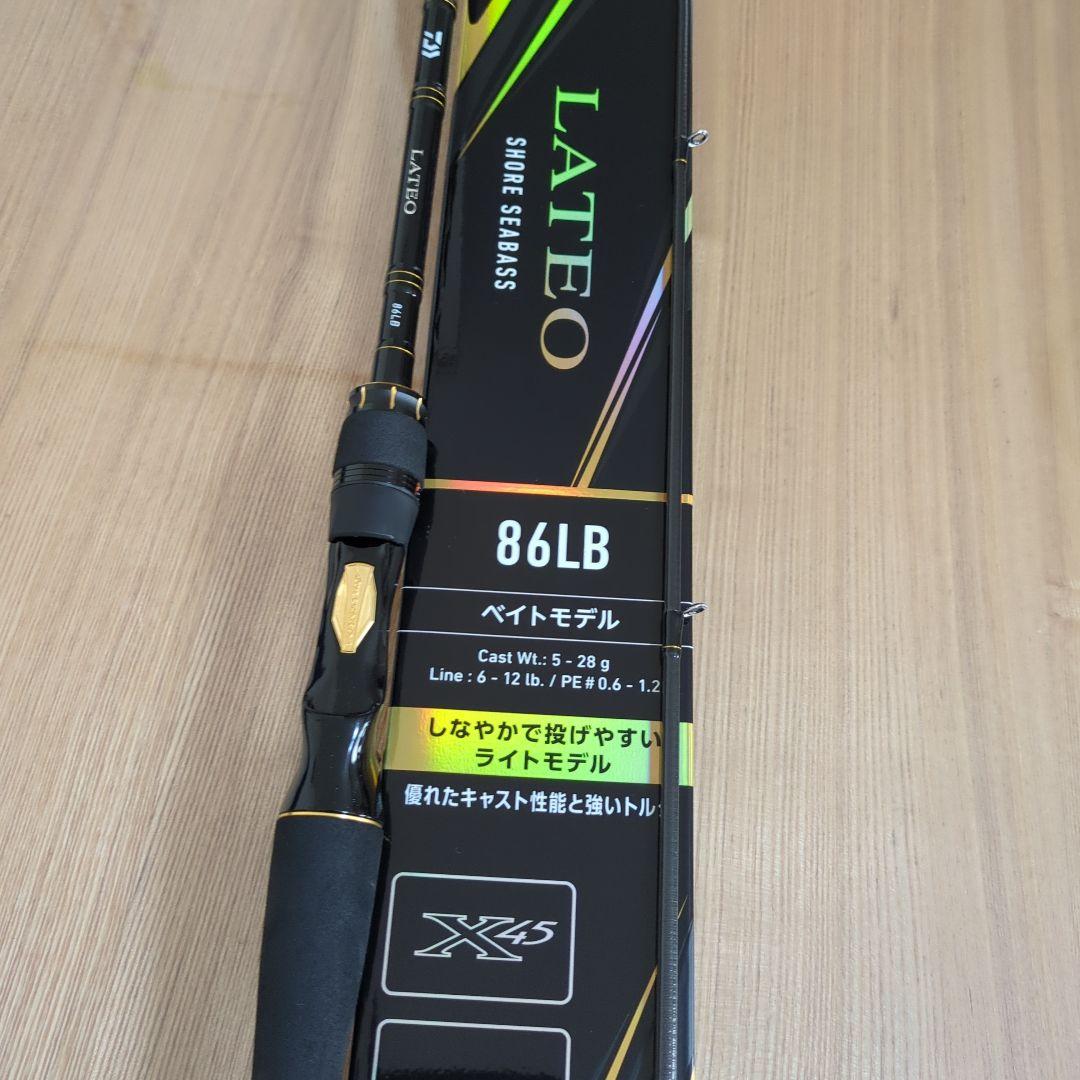 LATEO
86LB
LATEO
SHORE SEABASS
86LB
ベイトモデル
Cast Wt.: 5 - 28 g
Line : 6 - 12 lb. / PE # 0.6 - 1.2
しなやかで投げやすい
ライトモデル
優れたキャスト性能と強いトル
X45